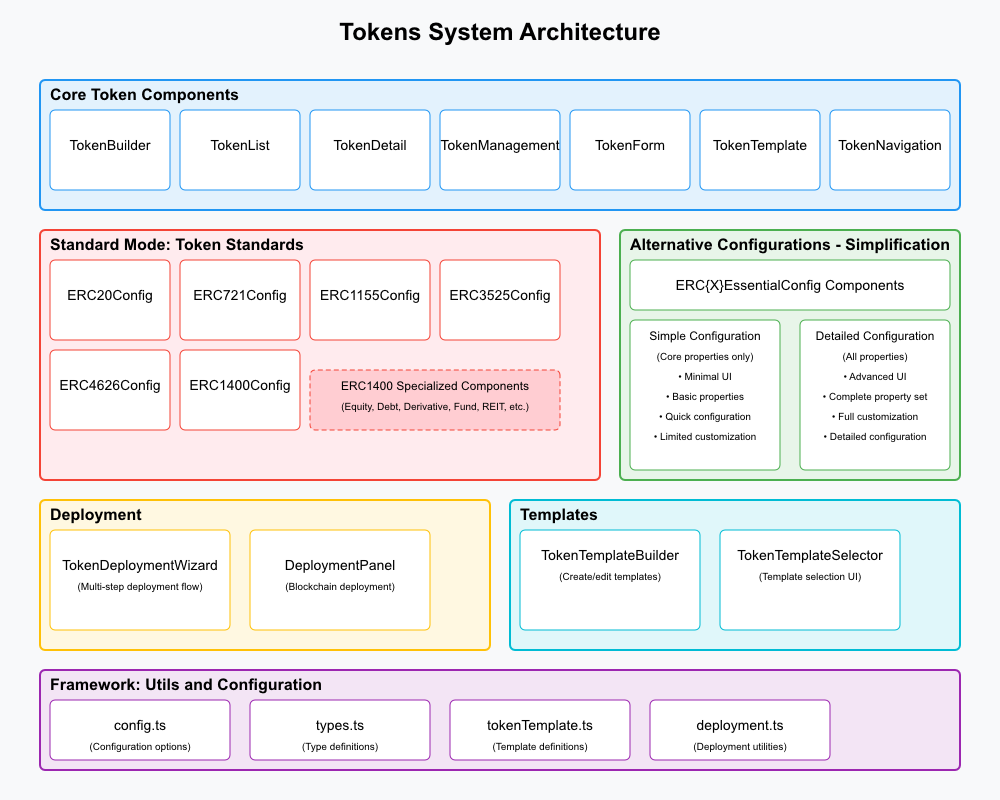 Tokens System Architecture
Core Token Components
TokenBuilder
TokenList
TokenDetail
TokenManagement
TokenForm
TokenTemplate
TokenNavigation
Standard Mode: Token Standards
ERC20Config
ERC721Config
ERC1155Config
ERC3525Config
ERC4626Config
ERC1400Config
ERC1400 Specialized Components
(Equity, Debt, Derivative, Fund, REIT, etc.)
Alternative Configurations - Simplification
ERC{X}EssentialConfig Components
Simple Configuration
(Core properties only)
• Minimal UI
• Basic properties
• Quick configuration
• Limited customization
Detailed Configuration
(All properties)
• Advanced UI
• Complete property set
• Full customization
• Detailed configuration
Deployment
TokenDeploymentWizard
(Multi-step deployment flow)
DeploymentPanel
(Blockchain deployment)
Templates
TokenTemplateBuilder
(Create/edit templates)
TokenTemplateSelector
(Template selection UI)
Framework: Utils and Configuration
config.ts
(Configuration options)
types.ts
(Type definitions)
tokenTemplate.ts
(Template definitions)
deployment.ts
(Deployment utilities)